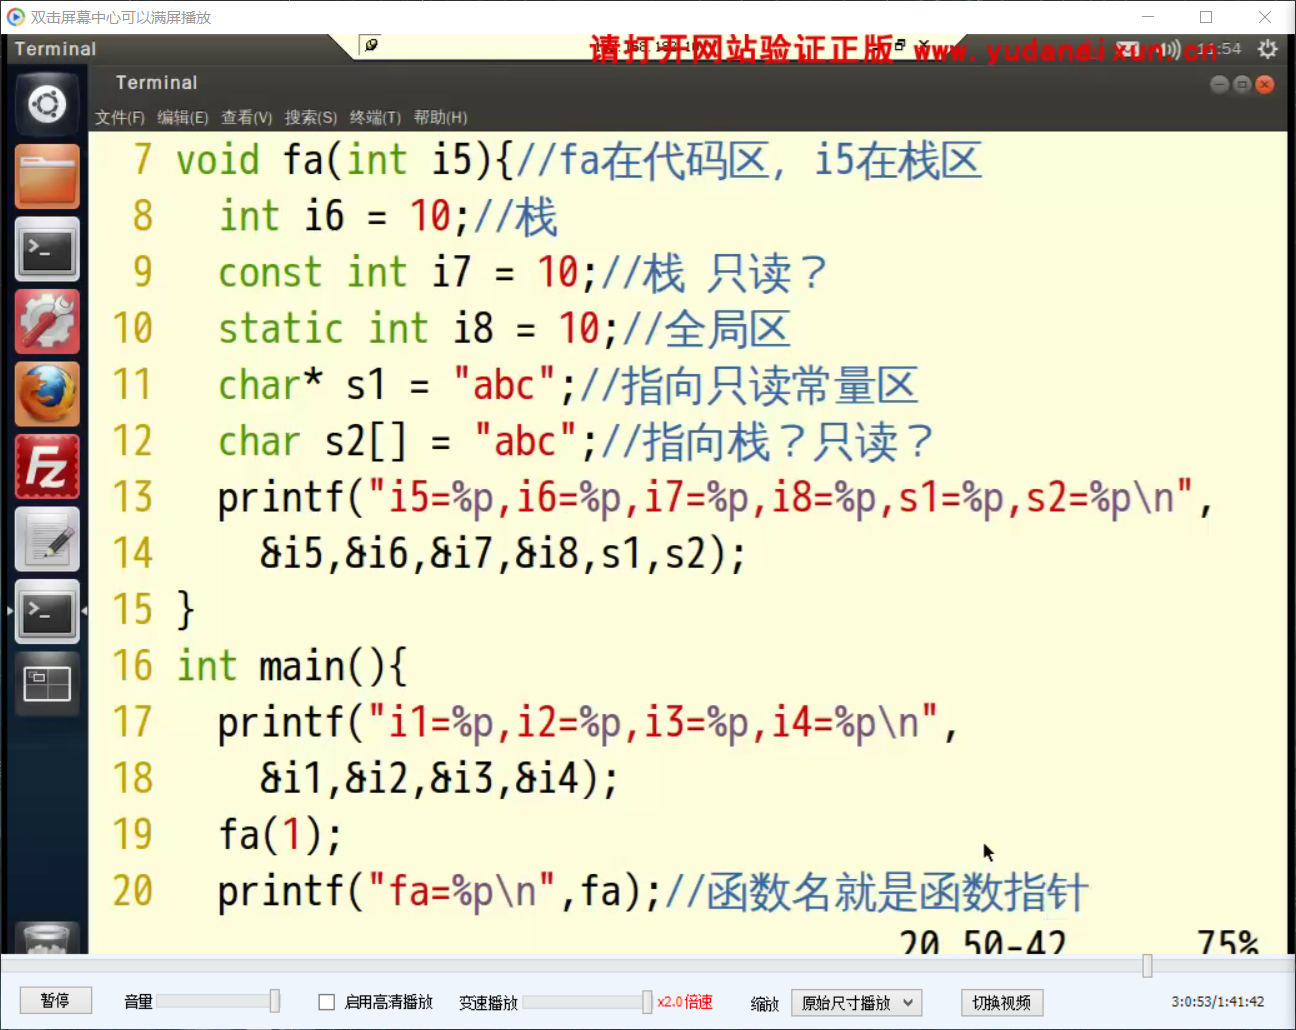 双击屏幕中心可以满屏播放
Terminal
请打开网站验证正版 www.yudaneixun.cn
Terminal
文件(F) 编辑(E) 查看(V) 搜索(S) 终端(T) 帮助(H)
7 void fa(int i5){//fa在代码区, i5在栈区
8 int i6 = 10;//栈
9 const int i7 = 10;//栈 只读？
10 static int i8 = 10;//全局区
11 char* s1 = "abc";//指向只读常量区
12 char s2[] = "abc";//指向栈？只读？
13 printf("i5=%p,i6=%p,i7=%p,i8=%p,s1=%p,s2=%p\n",
14 &i5,&i6,&i7,&i8,s1,s2);
15 }
16 int main(){
17 printf("i1=%p,i2=%p,i3=%p,i4=%p\n",
18 &i1,&i2,&i3,&i4);
19 fa(1);
20 printf("fa=%p\n",fa);//函数名就是函数指针
20,50-42 75%
暂停 音量 启用高清播放 变速播放 x2.0倍速 缩放 原始尺寸播放 切换视频 3:0:53/1:41:42